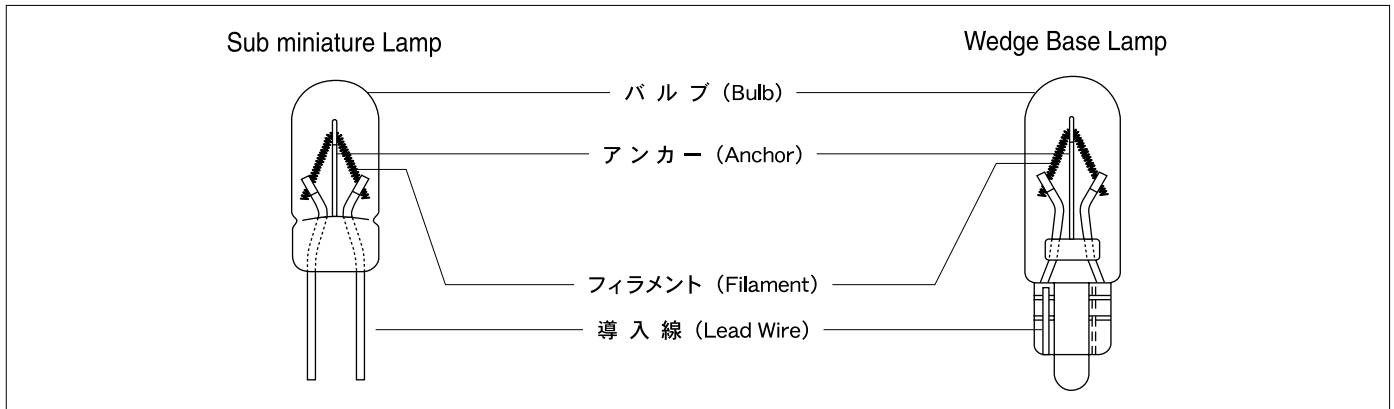 Sub miniature Lamp
Wedge Base Lamp
バルブ (Bulb)
アンカー (Anchor)
フィラメント (Filament)
導入線 (Lead Wire)